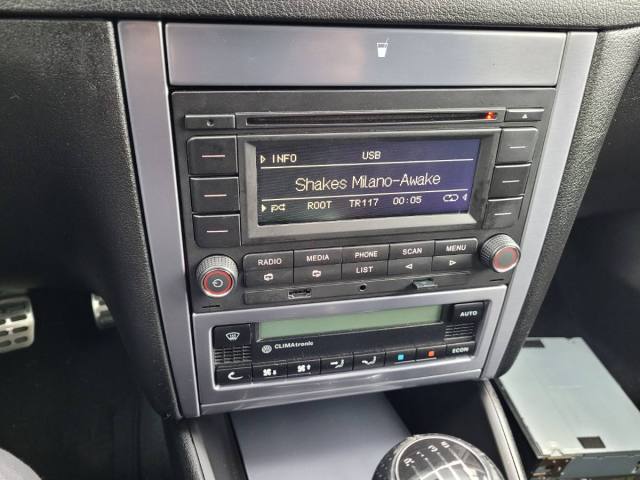 INFO USB
Shakes Milano-Awake
ROOT TR117 00:05
RADIO MEDIA PHONE SCAN MENU
LIST
AUTO
CLIMAtronic
ECON